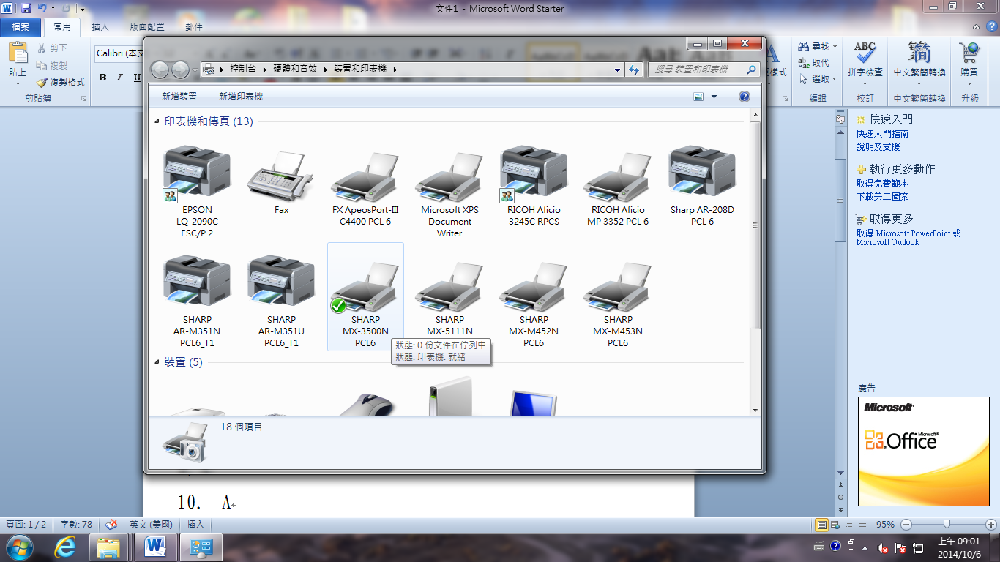 文件1 - Microsoft Word Starter
檔案 常用 插入 版面配置 郵件
貼上
剪下
複製
複製格式
剪貼簿
Calibri (本文
B I U
尋找
取代
選取
編輯
ABC
拼字檢查
校訂
簡
中文繁簡轉換
中文繁簡轉換
購買
升級
控制台 硬體和音效 裝置和印表機
搜尋 裝置和印表機
新增裝置 新增印表機
印表機和傳真 (13)
EPSON
LQ-2090C
ESC/P 2
Fax
FX ApeosPort-III
C4400 PCL 6
Microsoft XPS
Document
Writer
RICOH Aficio
3245C RPCS
RICOH Aficio
MP 3352 PCL 6
Sharp AR-208D
PCL 6
SHARP
AR-M351N
PCL6_T1
SHARP
AR-M351U
PCL6_T1
SHARP
MX-3500N
PCL6
SHARP
MX-5111N
SHARP
MX-M452N
PCL6
SHARP
MX-M453N
PCL6
狀態: 0 份文件在佇列中
狀態: 印表機: 就緒
裝置 (5)
18 個項目
快速入門
快速入門指南
說明及支援
執行更多動作
取得免費範本
下載美工圖案
取得更多
取得 Microsoft PowerPoint 或
Microsoft Outlook
廣告
Microsoft
Microsoft
Office
10. A
頁面: 1 / 2 字數: 78 英文 (美國) 插入 95%
上午 09:01
2014/10/6